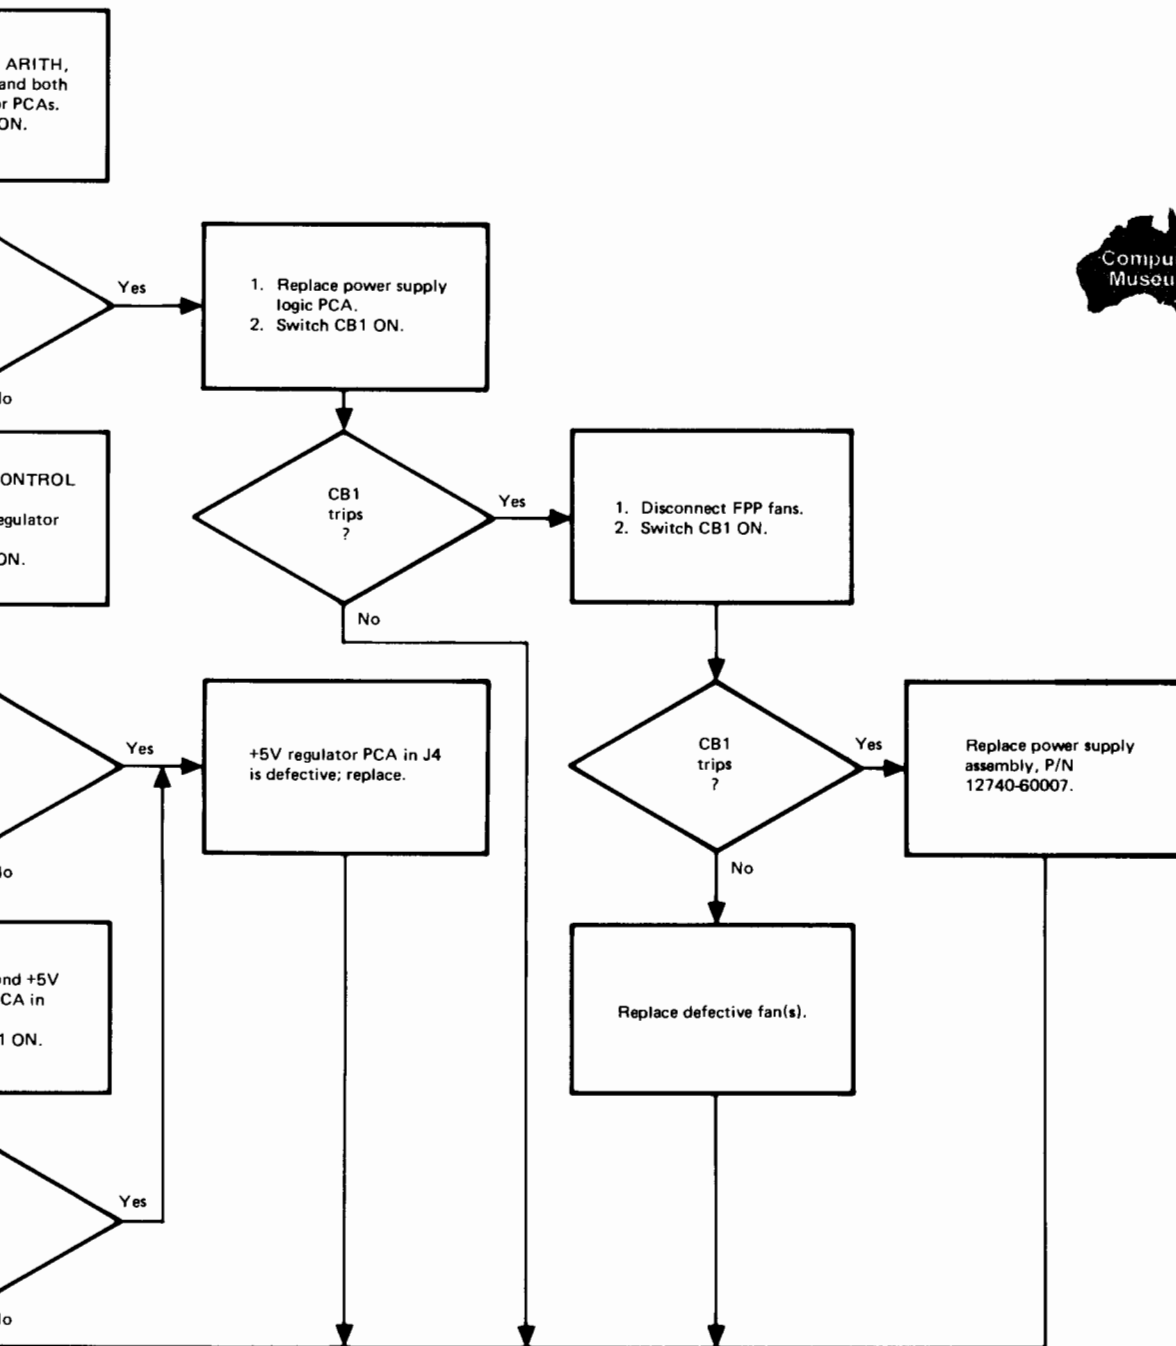 ARITH,
and both
PCAs.
ON.
Yes
1. Replace power supply
logic PCA.
2. Switch CB1 ON.
Compu
Museu
CB1
trips
?
Yes
1. Disconnect FPP fans.
2. Switch CB1 ON.
No
ONTROL
egulator
ON.
Yes
+5V regulator PCA in J4
is defective; replace.
CB1
trips
?
Yes
Replace power supply
assembly, P/N
12740-60007.
No
nd +5V
CA in
1 ON.
Replace defective fan(s).
Yes